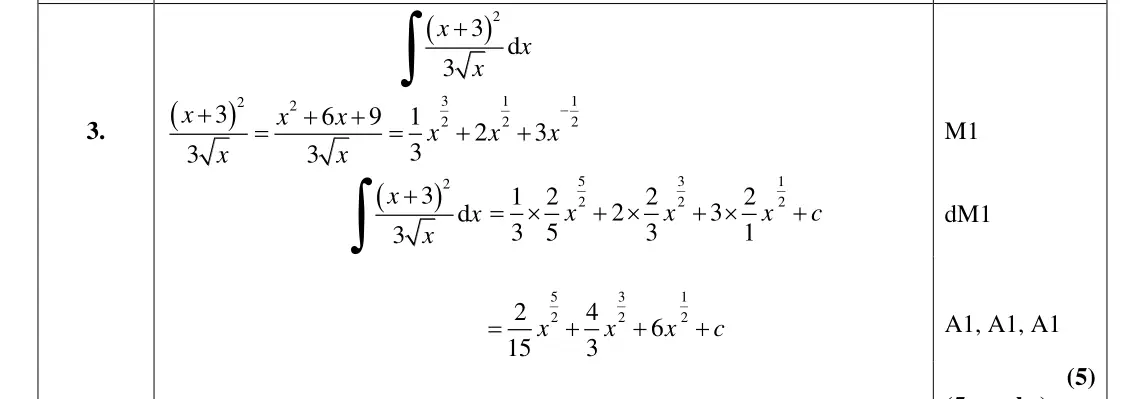 ∫ (x+3)²/(3√x) dx
3. (x+3)²/(3√x) = (x²+6x+9)/(3√x) = 1/3 x^(3/2) + 2x^(1/2) + 3x^(−1/2) M1
∫ (x+3)²/(3√x) dx = 1/3 × 2/5 x^(5/2) + 2 × 2/3 x^(3/2) + 3 × 2/1 x^(1/2) + c dM1
= 2/15 x^(5/2) + 4/3 x^(3/2) + 6x^(1/2) + c A1, A1, A1
(5)